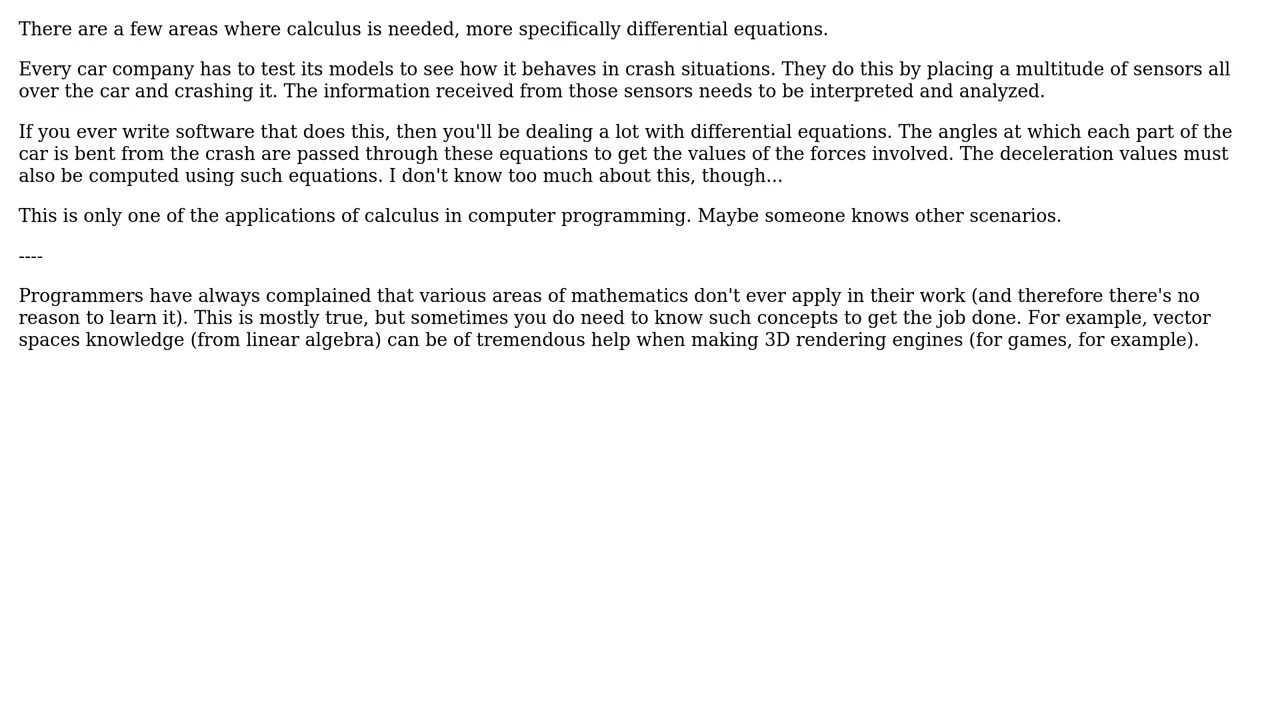 There are a few areas where calculus is needed, more specifically differential equations.
Every car company has to test its models to see how it behaves in crash situations. They do this by placing a multitude of sensors all
over the car and crashing it. The information received from those sensors needs to be interpreted and analyzed.
If you ever write software that does this, then you'll be dealing a lot with differential equations. The angles at which each part of the
car is bent from the crash are passed through these equations to get the values of the forces involved. The deceleration values must
also be computed using such equations. I don't know too much about this, though...
This is only one of the applications of calculus in computer programming. Maybe someone knows other scenarios.
----
Programmers have always complained that various areas of mathematics don't ever apply in their work (and therefore there's no
reason to learn it). This is mostly true, but sometimes you do need to know such concepts to get the job done. For example, vector
spaces knowledge (from linear algebra) can be of tremendous help when making 3D rendering engines (for games, for example).